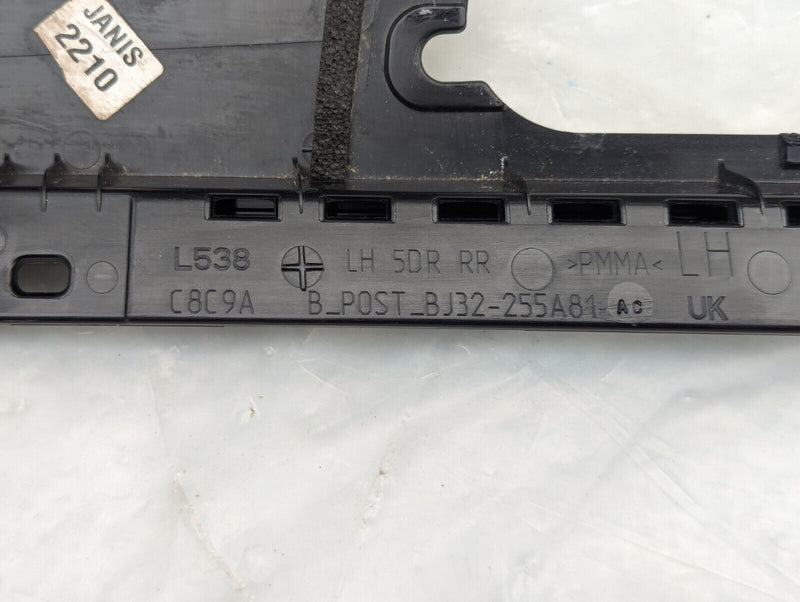 JANIS
2210
L538 LH 5DR RR >PMMA< LH
C8C9A B_POST_BJ32-255A81-AC UK